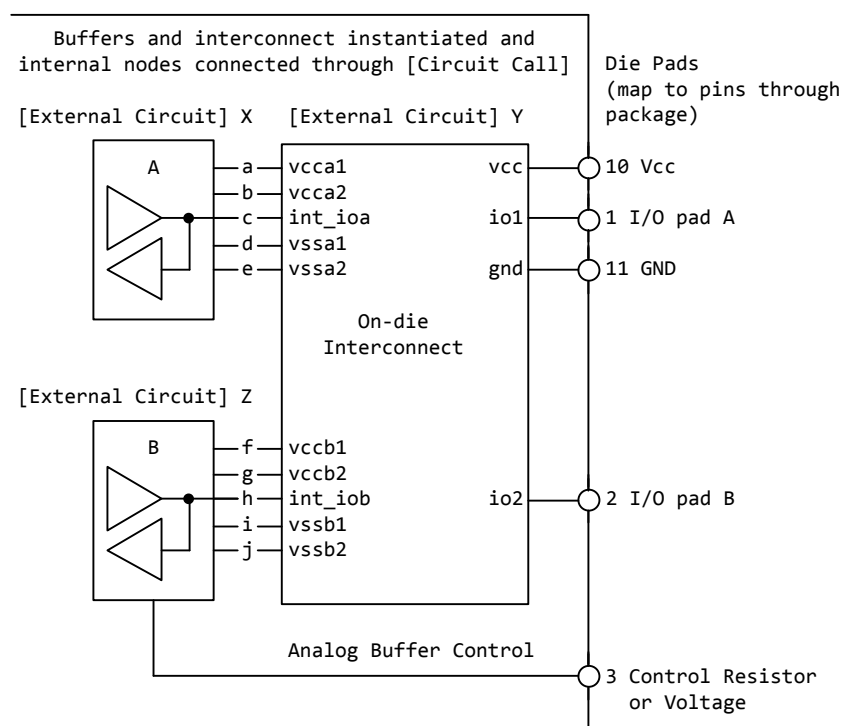 Buffers and interconnect instantiated and
internal nodes connected through [Circuit Call]
Die Pads
(map to pins through
package)
[External Circuit] X
[External Circuit] Y
A
a
vcca1
vcc
10 Vcc
b
vcca2
c
int_ioa
io1
1 I/O pad A
d
vssa1
e
vssa2
gnd
11 GND
On-die
Interconnect
[External Circuit] Z
B
f
vccb1
g
vccb2
h
int_iob
io2
2 I/O pad B
i
vssb1
j
vssb2
Analog Buffer Control
3 Control Resistor
or Voltage